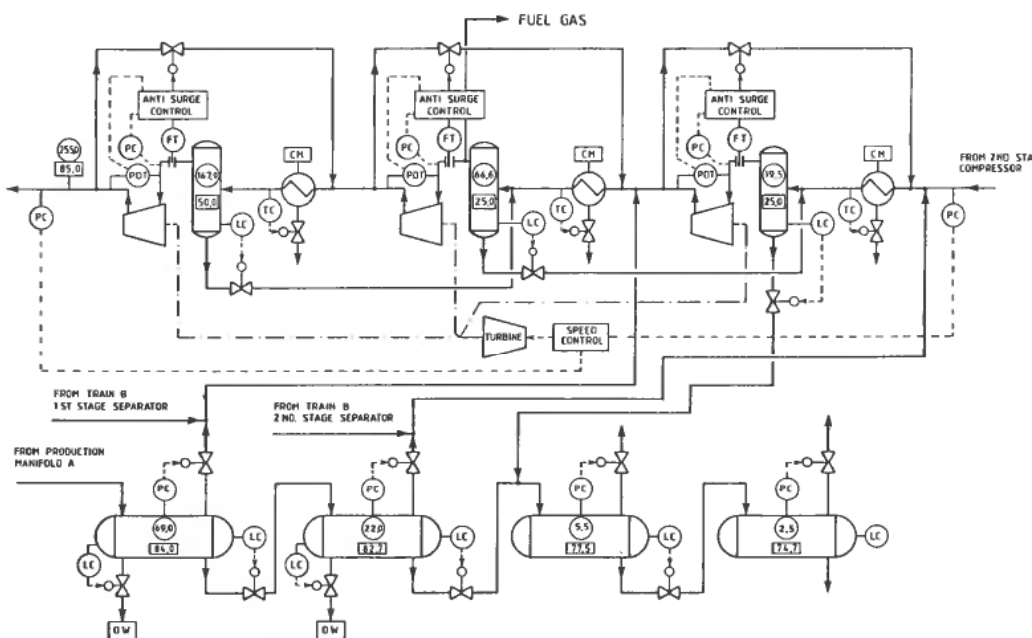 FUEL GAS
ANTI SURGE
CONTROL
ANTI SURGE
CONTROL
ANTI SURGE
CONTROL
PC
FT
PC
FT
PC
FT
CM
CM
CM
FROM 2ND STA
COMPRESSOR
85,0
PDT
147,9
PDT
66,6
PDT
19,5
PC
50,0
TC
LC
25,0
TC
LC
25,0
TC
LC
PC
TURBINE
SPEED
CONTROL
FROM TRAIN B
1ST STAGE SEPARATOR
FROM TRAIN B
2ND. STAGE SEPARATOR
FROM PRODUCTION
MANIFOLD A
PC
PC
PC
PC
69,0
84,0
LC
22,0
82,2
LC
5,5
77,5
LC
2,5
74,7
LC
LC
LC
OW
OW